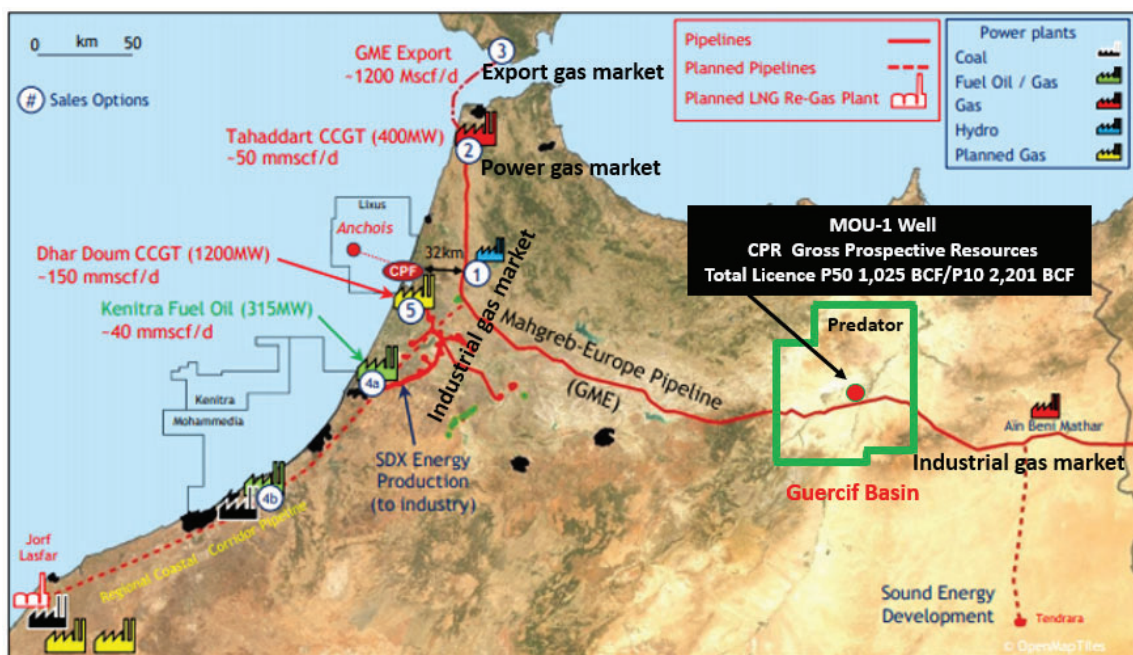 0 km 50
# Sales Options
GME Export
~1200 Mscf/d
3
Export gas market
Pipelines
Planned Pipelines
Planned LNG Re-Gas Plant
Power plants
Coal
Fuel Oil / Gas
Gas
Hydro
Planned Gas
Tahaddart CCGT (400MW)
~50 mmscf/d
2
Power gas market
Lixus
Anchois
CPF
32km
1
Dhar Doum CCGT (1200MW)
~150 mmscf/d
5
Kenitra Fuel Oil (315MW)
~40 mmscf/d
4a
Industrial gas market
Mahgreb-Europe Pipeline
(GME)
MOU-1 Well
CPR Gross Prospective Resources
Total Licence P50 1,025 BCF/P10 2,201 BCF
Predator
Guercif Basin
Ain Beni Mathar
Industrial gas market
Kenitra
Mohammedia
SDX Energy
Production
(to industry)
4b
Regional Coastal Corridor Pipeline
Jorf
Lasfar
Sound Energy
Development
Tendrara
© OpenMapTiles